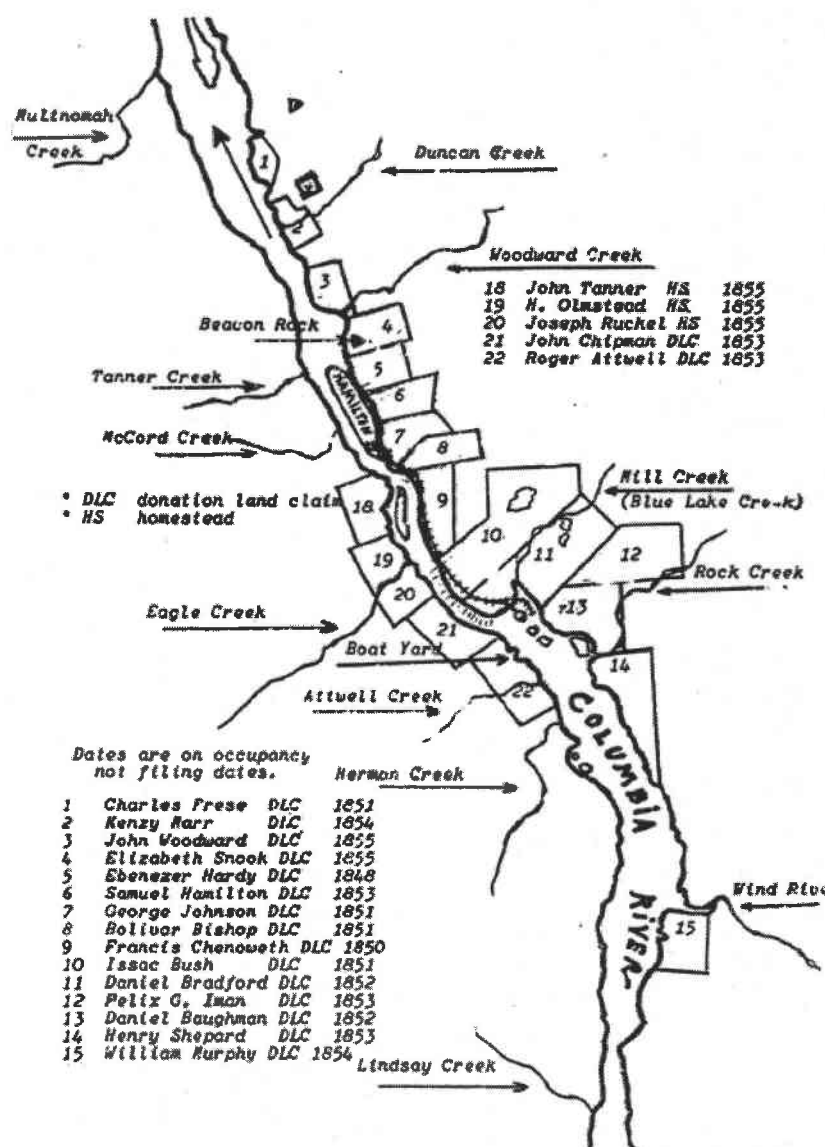 Multnomah
Creek
1
Duncan Creek
2
Woodward Creek
3
18 John Tanner HS 1855
19 H. Olmstead HS 1855
20 Joseph Ruckel HS 1855
21 John Chipman DLC 1853
22 Roger Attwell DLC 1853
Beacon Rock
4
5
Tanner Creek
HAMILTON
6
McCord Creek
7
8
Mill Creek
(Blue Lake Creek)
* DLC donation land claim
* HS homestead
18
9
10
11
12
19
Rock Creek
20
13
Eagle Creek
21
Boat Yard
14
22
Attwell Creek
COLUMBIA
RIVER
Dates are on occupancy
not filing dates.
Herman Creek
1 Charles Frese DLC 1851
2 Kenzy Marr DLC 1854
3 John Woodward DLC 1855
4 Elizabeth Snook DLC 1855
5 Ebenezer Hardy DLC 1848
6 Samuel Hamilton DLC 1853
7 George Johnson DLC 1851
8 Bolivar Bishop DLC 1851
9 Francis Chenoweth DLC 1850
10 Issac Bush DLC 1851
11 Daniel Bradford DLC 1852
12 Felix G. Iman DLC 1853
13 Daniel Baughman DLC 1852
14 Henry Shepard DLC 1853
15 William Murphy DLC 1854
Wind River
15
Lindsay Creek